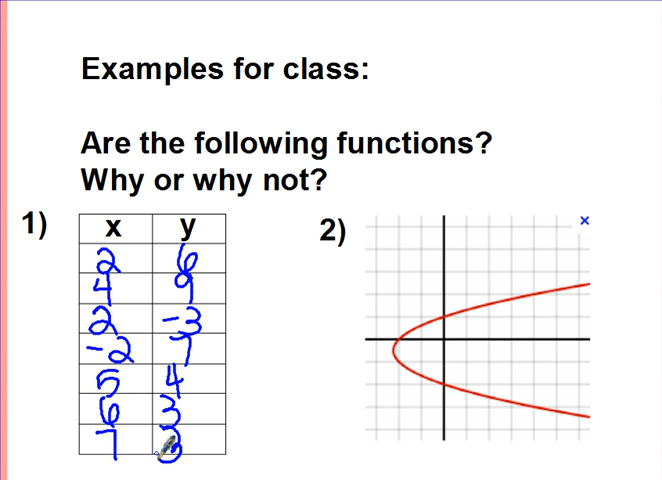 Examples for class:
Are the following functions?
Why or why not?
1)
x y
2 6
4 9
2 -3
-2 7
5 4
6 3
7 3
2)
x